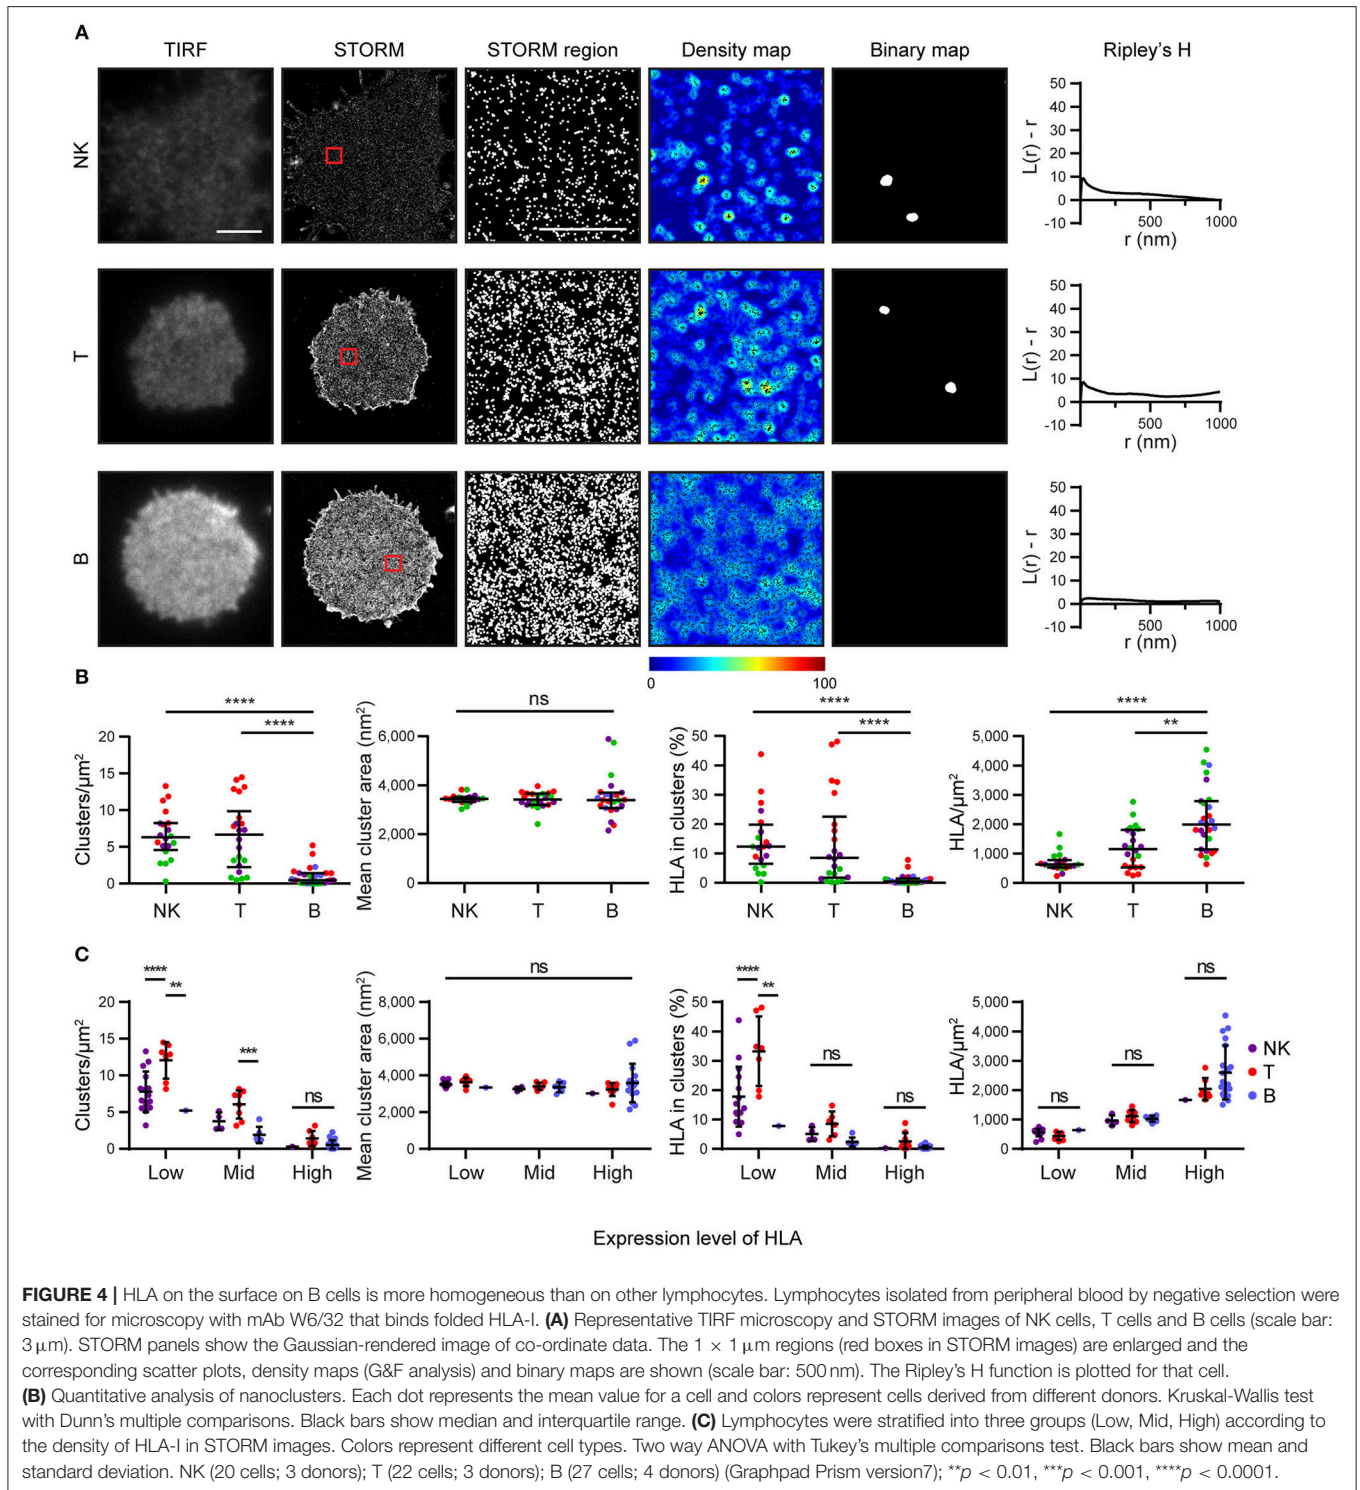 A
TIRF STORM STORM region Density map Binary map Ripley's H
NK
50
40
30
20
10
0
-10
L(r) - r
500 1000
r (nm)
T
50
40
30
20
10
0
-10
L(r) - r
500 1000
r (nm)
B
50
40
30
20
10
0
-10
L(r) - r
500 1000
r (nm)
0 100
B
****
****
20
15
10
5
0
Clusters/µm²
NK T B
ns
6,000
4,000
2,000
0
Mean cluster area (nm²)
NK T B
****
****
50
40
30
20
10
0
HLA in clusters (%)
NK T B
****
**
5,000
4,000
3,000
2,000
1,000
0
HLA/µm²
NK T B
C
****
**
***
ns
20
15
10
5
0
Clusters/µm²
Low Mid High
ns
8,000
6,000
4,000
2,000
0
Mean cluster area (nm²)
Low Mid High
****
**
ns
ns
50
40
30
20
10
0
HLA in clusters (%)
Low Mid High
ns
ns
ns
5,000
4,000
3,000
2,000
1,000
0
HLA/µm²
Low Mid High
NK
T
B
Expression level of HLA
FIGURE 4 | HLA on the surface on B cells is more homogeneous than on other lymphocytes. Lymphocytes isolated from peripheral blood by negative selection were
stained for microscopy with mAb W6/32 that binds folded HLA-I. (A) Representative TIRF microscopy and STORM images of NK cells, T cells and B cells (scale bar:
3 µm). STORM panels show the Gaussian-rendered image of co-ordinate data. The 1 × 1 µm regions (red boxes in STORM images) are enlarged and the
corresponding scatter plots, density maps (G&F analysis) and binary maps are shown (scale bar: 500 nm). The Ripley's H function is plotted for that cell.
(B) Quantitative analysis of nanoclusters. Each dot represents the mean value for a cell and colors represent cells derived from different donors. Kruskal-Wallis test
with Dunn's multiple comparisons. Black bars show median and interquartile range. (C) Lymphocytes were stratified into three groups (Low, Mid, High) according to
the density of HLA-I in STORM images. Colors represent different cell types. Two way ANOVA with Tukey's multiple comparisons test. Black bars show mean and
standard deviation. NK (20 cells; 3 donors); T (22 cells; 3 donors); B (27 cells; 4 donors) (Graphpad Prism version7); **p < 0.01, ***p < 0.001, ****p < 0.0001.